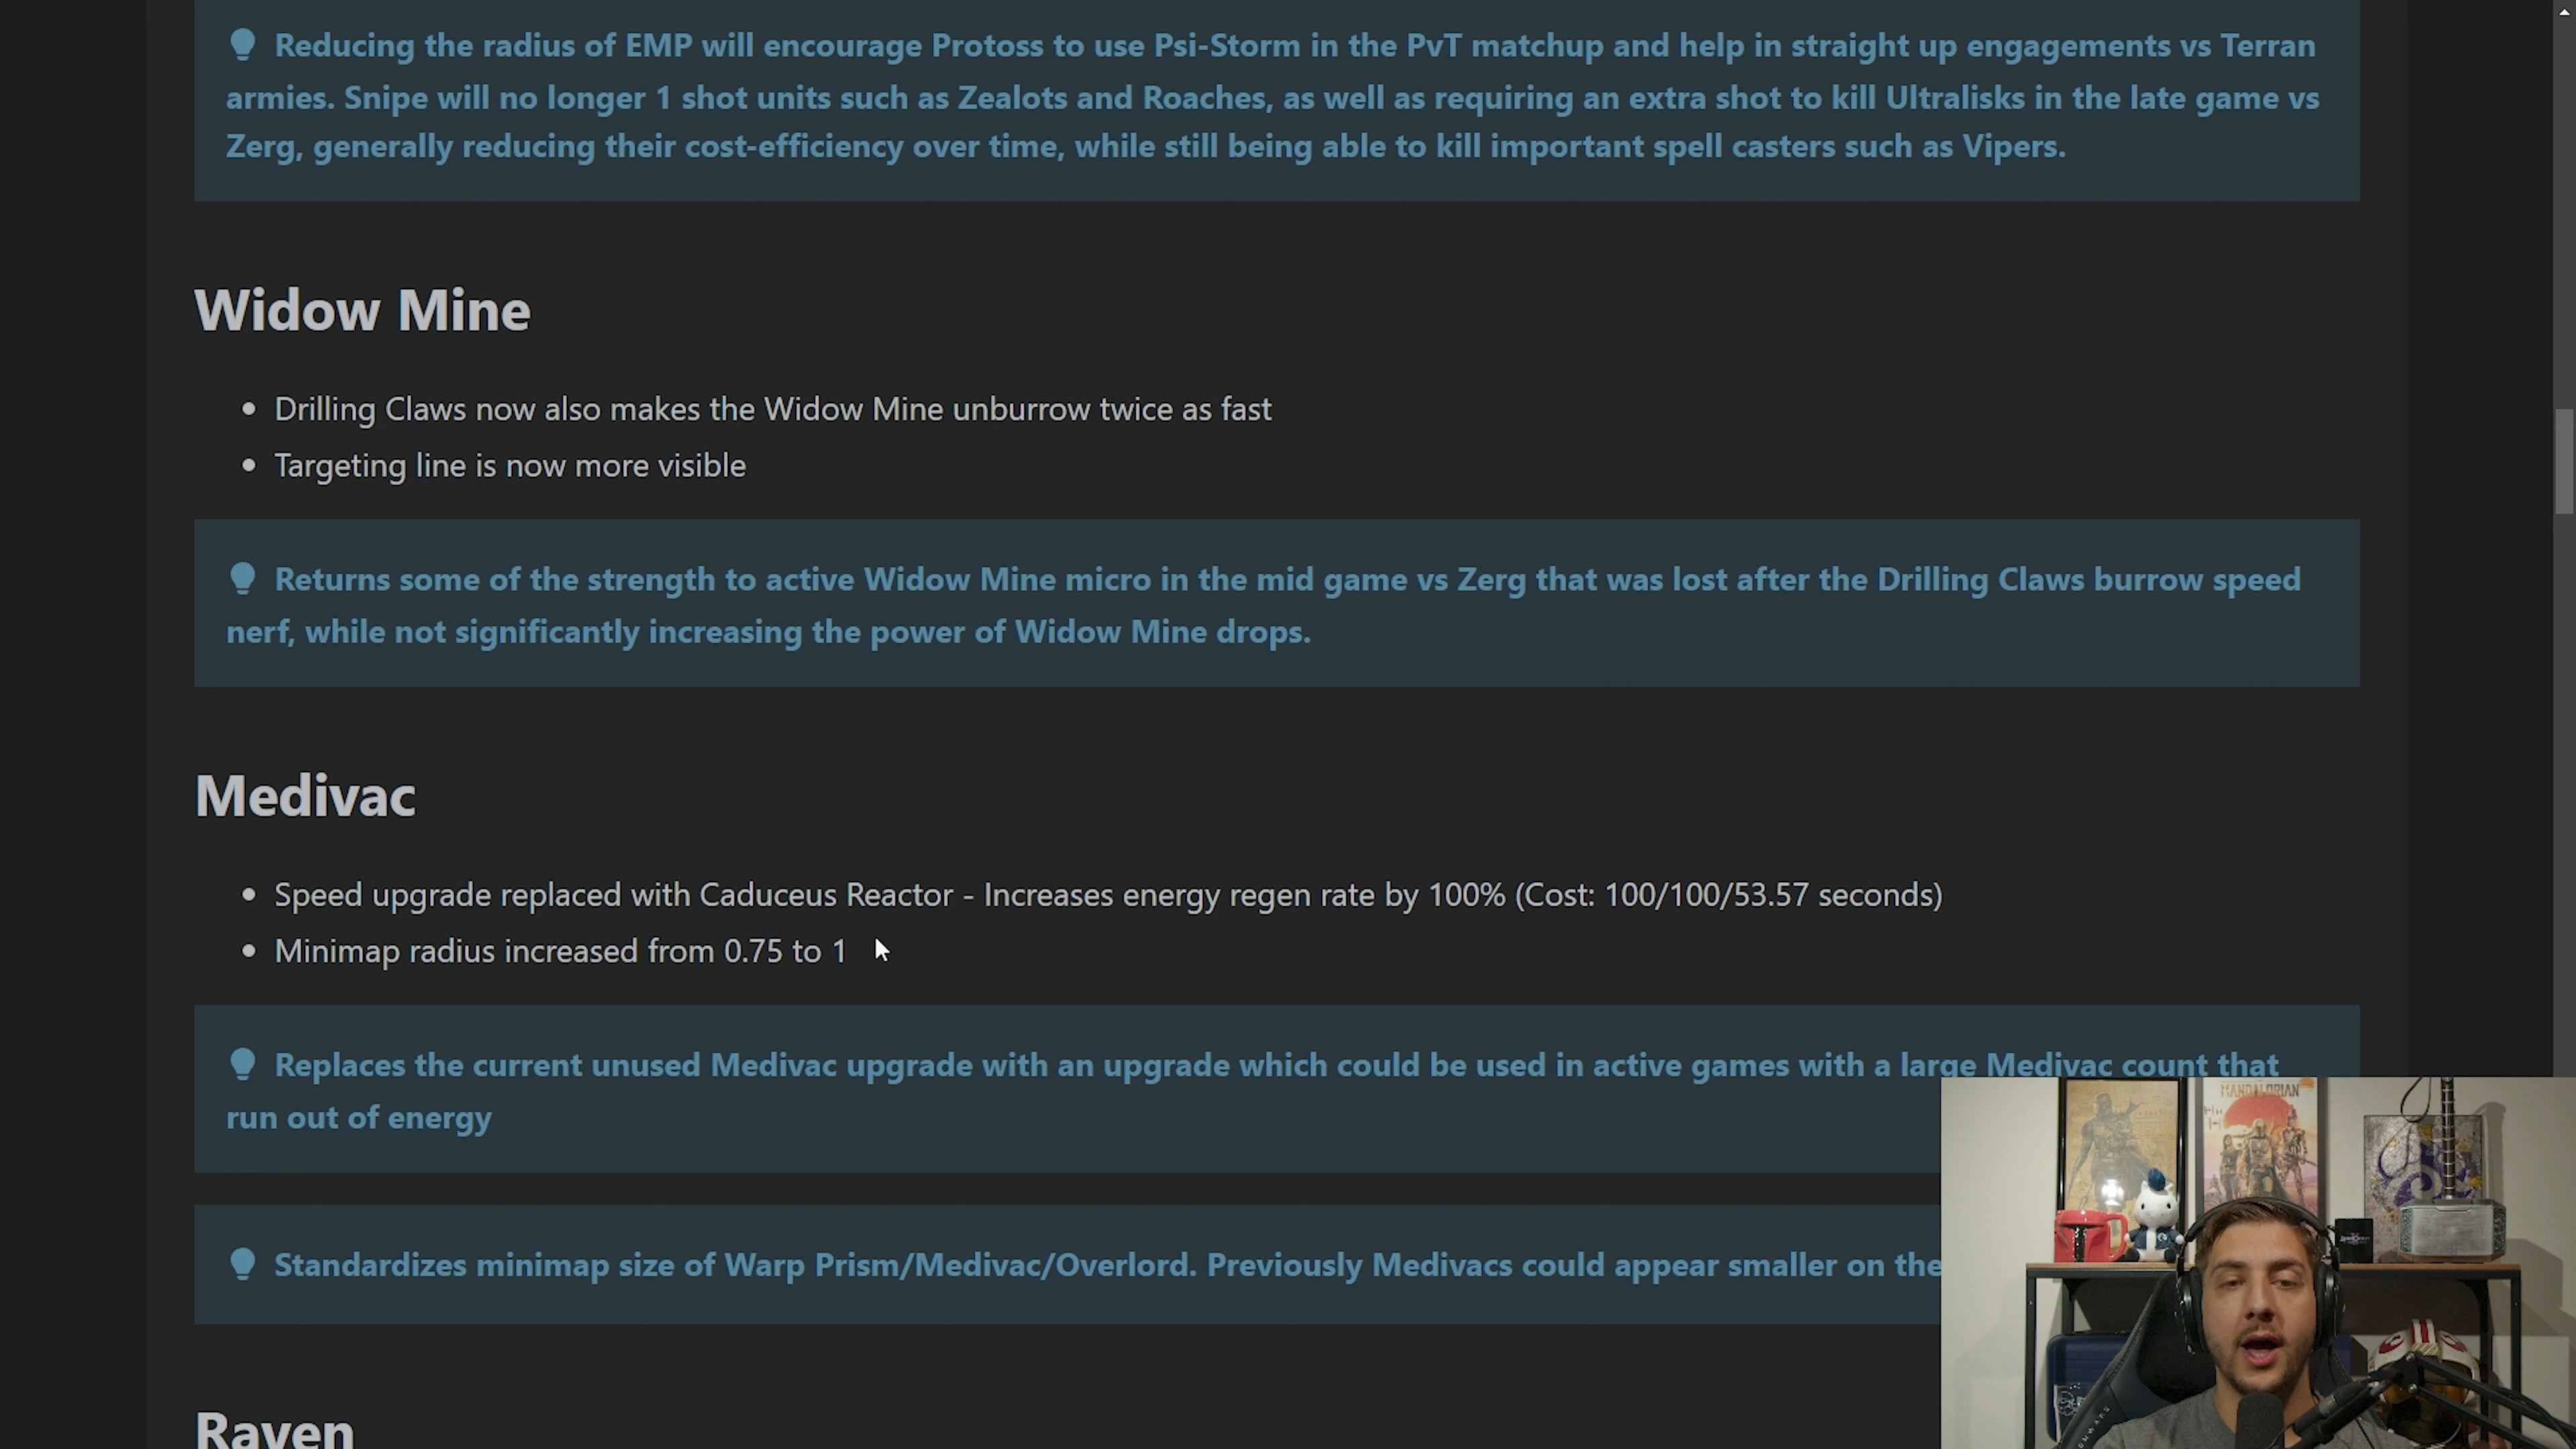 Reducing the radius of EMP will encourage Protoss to use Psi-Storm in the PvT matchup and help in straight up engagements vs Terran
armies. Snipe will no longer 1 shot units such as Zealots and Roaches, as well as requiring an extra shot to kill Ultralisks in the late game vs
Zerg, generally reducing their cost-efficiency over time, while still being able to kill important spell casters such as Vipers.
Widow Mine
• Drilling Claws now also makes the Widow Mine unburrow twice as fast
• Targeting line is now more visible
Returns some of the strength to active Widow Mine micro in the mid game vs Zerg that was lost after the Drilling Claws burrow speed
nerf, while not significantly increasing the power of Widow Mine drops.
Medivac
• Speed upgrade replaced with Caduceus Reactor - Increases energy regen rate by 100% (Cost: 100/100/53.57 seconds)
• Minimap radius increased from 0.75 to 1
Replaces the current unused Medivac upgrade with an upgrade which could be used in active games with a large Medivac count that
run out of energy
Standardizes minimap size of Warp Prism/Medivac/Overlord. Previously Medivacs could appear smaller on the
MANDALORIAN
Raven